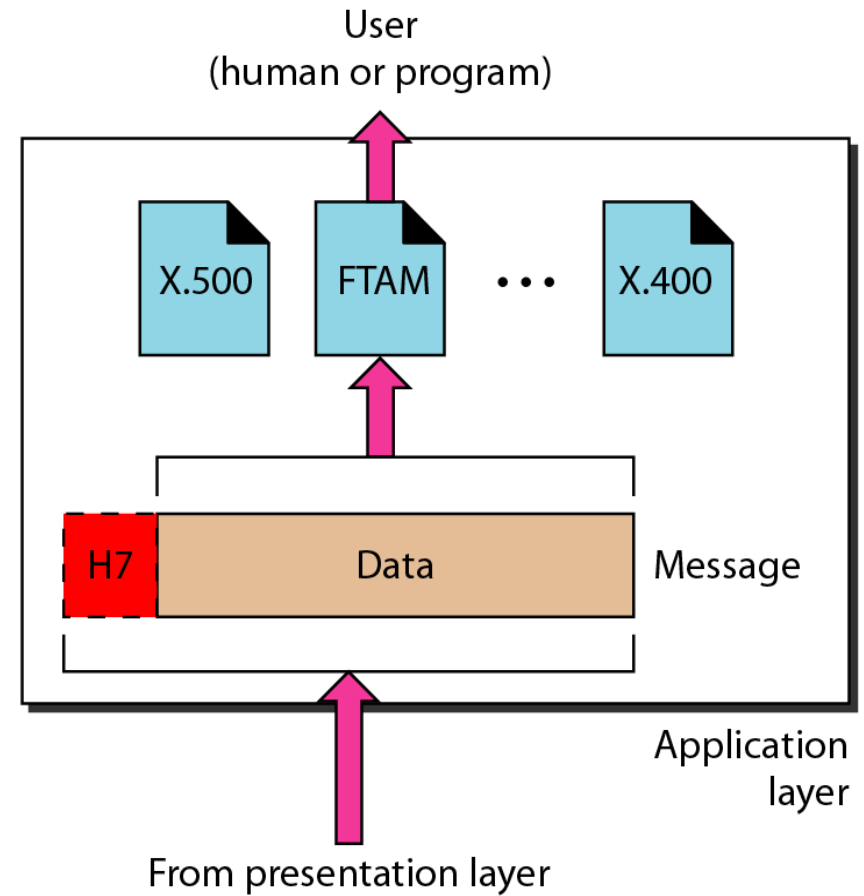 User
(human or program)
X.500
FTAM
...
X.400
H7
Data
Message
Application
layer
From presentation layer